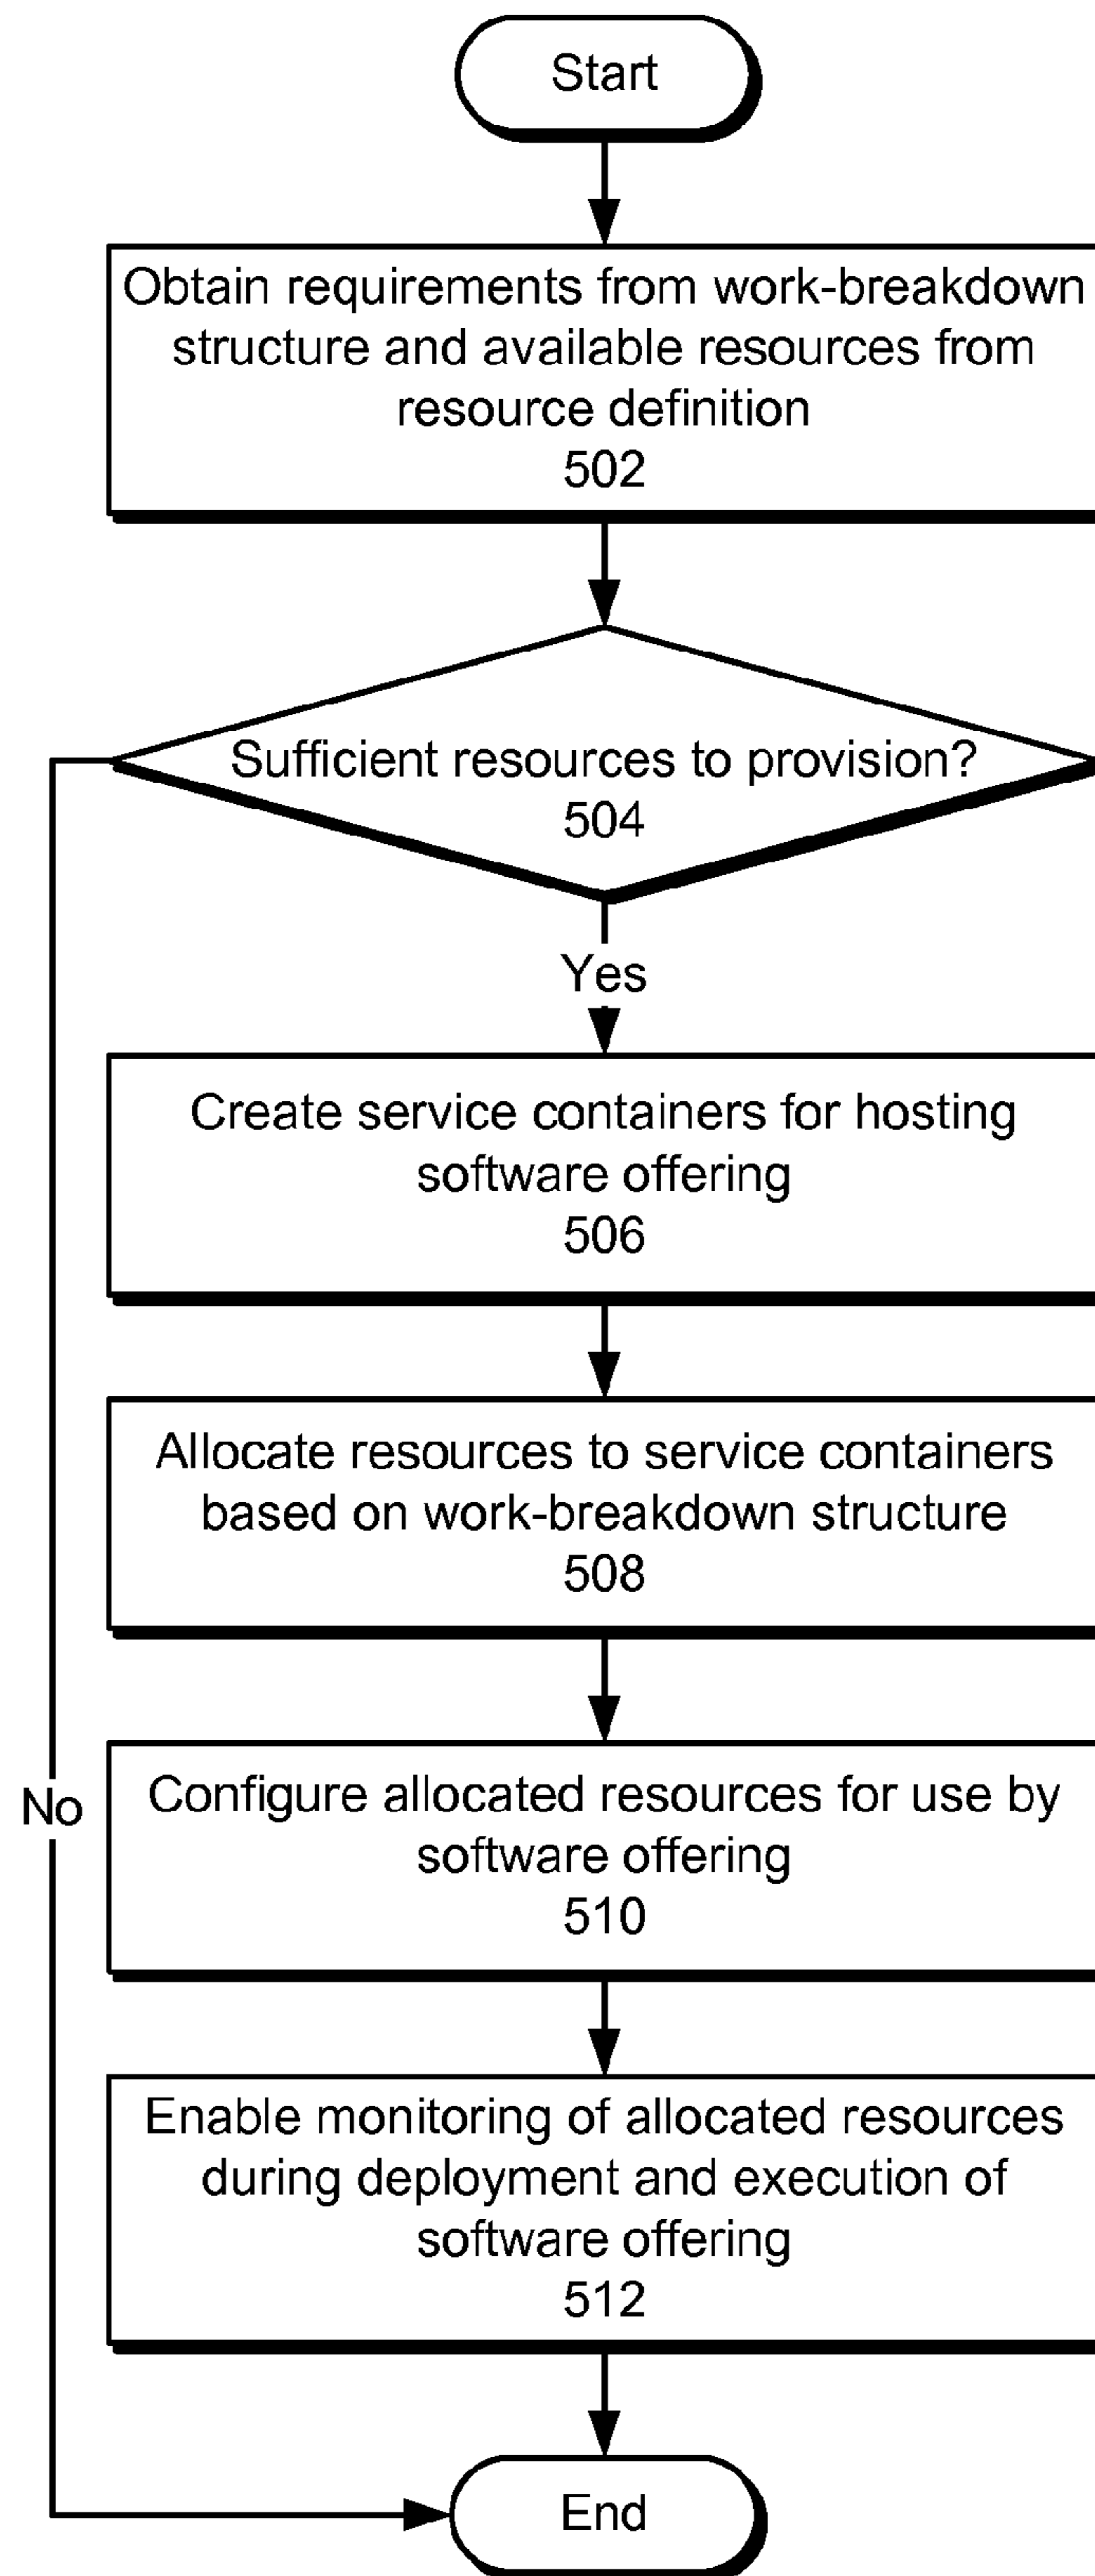 Start
Obtain requirements from work-breakdown
structure and available resources from
resource definition
502
Sufficient resources to provision?
504
Yes
Create service containers for hosting
software offering
506
Allocate resources to service containers
based on work-breakdown structure
508
No
Configure allocated resources for use by
software offering
510
Enable monitoring of allocated resources
during deployment and execution of
software offering
512
End